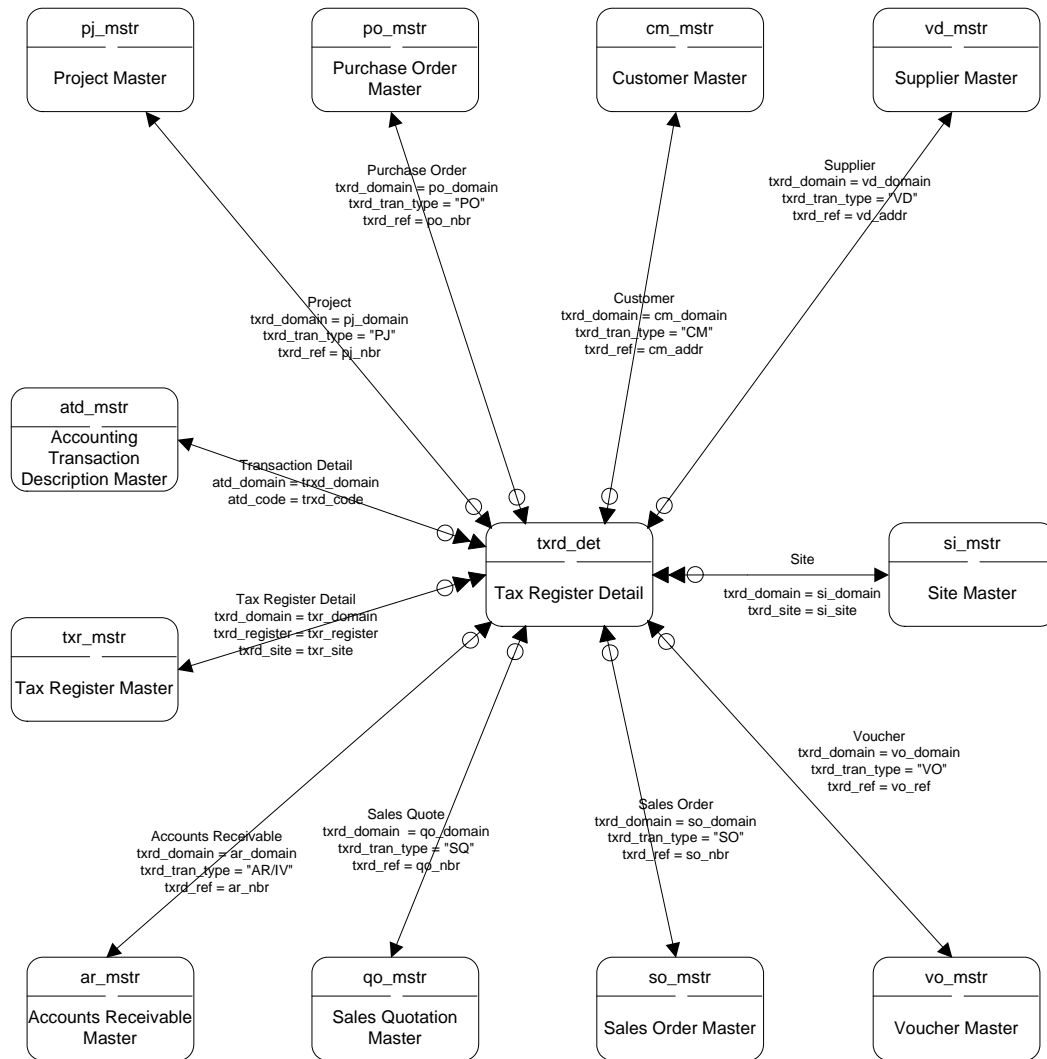 pj_mstr
Project Master
po_mstr
Purchase Order
Master
cm_mstr
Customer Master
vd_mstr
Supplier Master
Purchase Order
txrd_domain = po_domain
txrd_tran_type = "PO"
txrd_ref = po_nbr
Supplier
txrd_domain = vd_domain
txrd_tran_type = "VD"
txrd_ref = vd_addr
Project
txrd_domain = pj_domain
txrd_tran_type = "PJ"
txrd_ref = pj_nbr
Customer
txrd_domain = cm_domain
txrd_tran_type = "CM"
txrd_ref = cm_addr
atd_mstr
Accounting
Transaction
Description Master
Transaction Detail
atd_domain = trxd_domain
atd_code = trxd_code
txrd_det
Tax Register Detail
Site
txrd_domain = si_domain
txrd_site = si_site
si_mstr
Site Master
Tax Register Detail
txrd_domain = txr_domain
txrd_register = txr_register
txrd_site = txr_site
txr_mstr
Tax Register Master
Accounts Receivable
txrd_domain = ar_domain
txrd_tran_type = "AR/IV"
txrd_ref = ar_nbr
Sales Quote
txrd_domain  = qo_domain
txrd_tran_type = "SQ"
txrd_ref = qo_nbr
Sales Order
txrd_domain = so_domain
txrd_tran_type = "SO"
txrd_ref = so_nbr
Voucher
txrd_domain = vo_domain
txrd_tran_type = "VO"
txrd_ref = vo_ref
ar_mstr
Accounts Receivable
Master
qo_mstr
Sales Quotation
Master
so_mstr
Sales Order Master
vo_mstr
Voucher Master